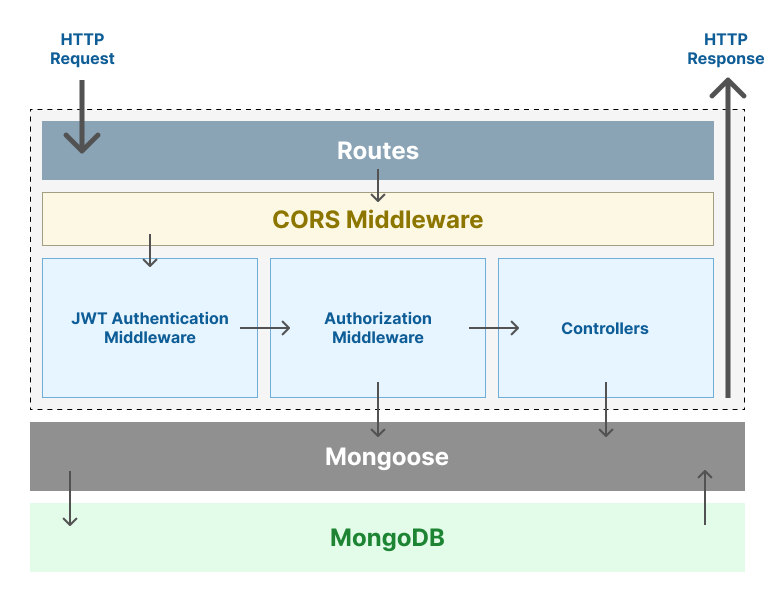 HTTP
Request
HTTP
Response
Routes
CORS Middleware
JWT Authentication
Middleware
Authorization
Middleware
Controllers
Mongoose
MongoDB